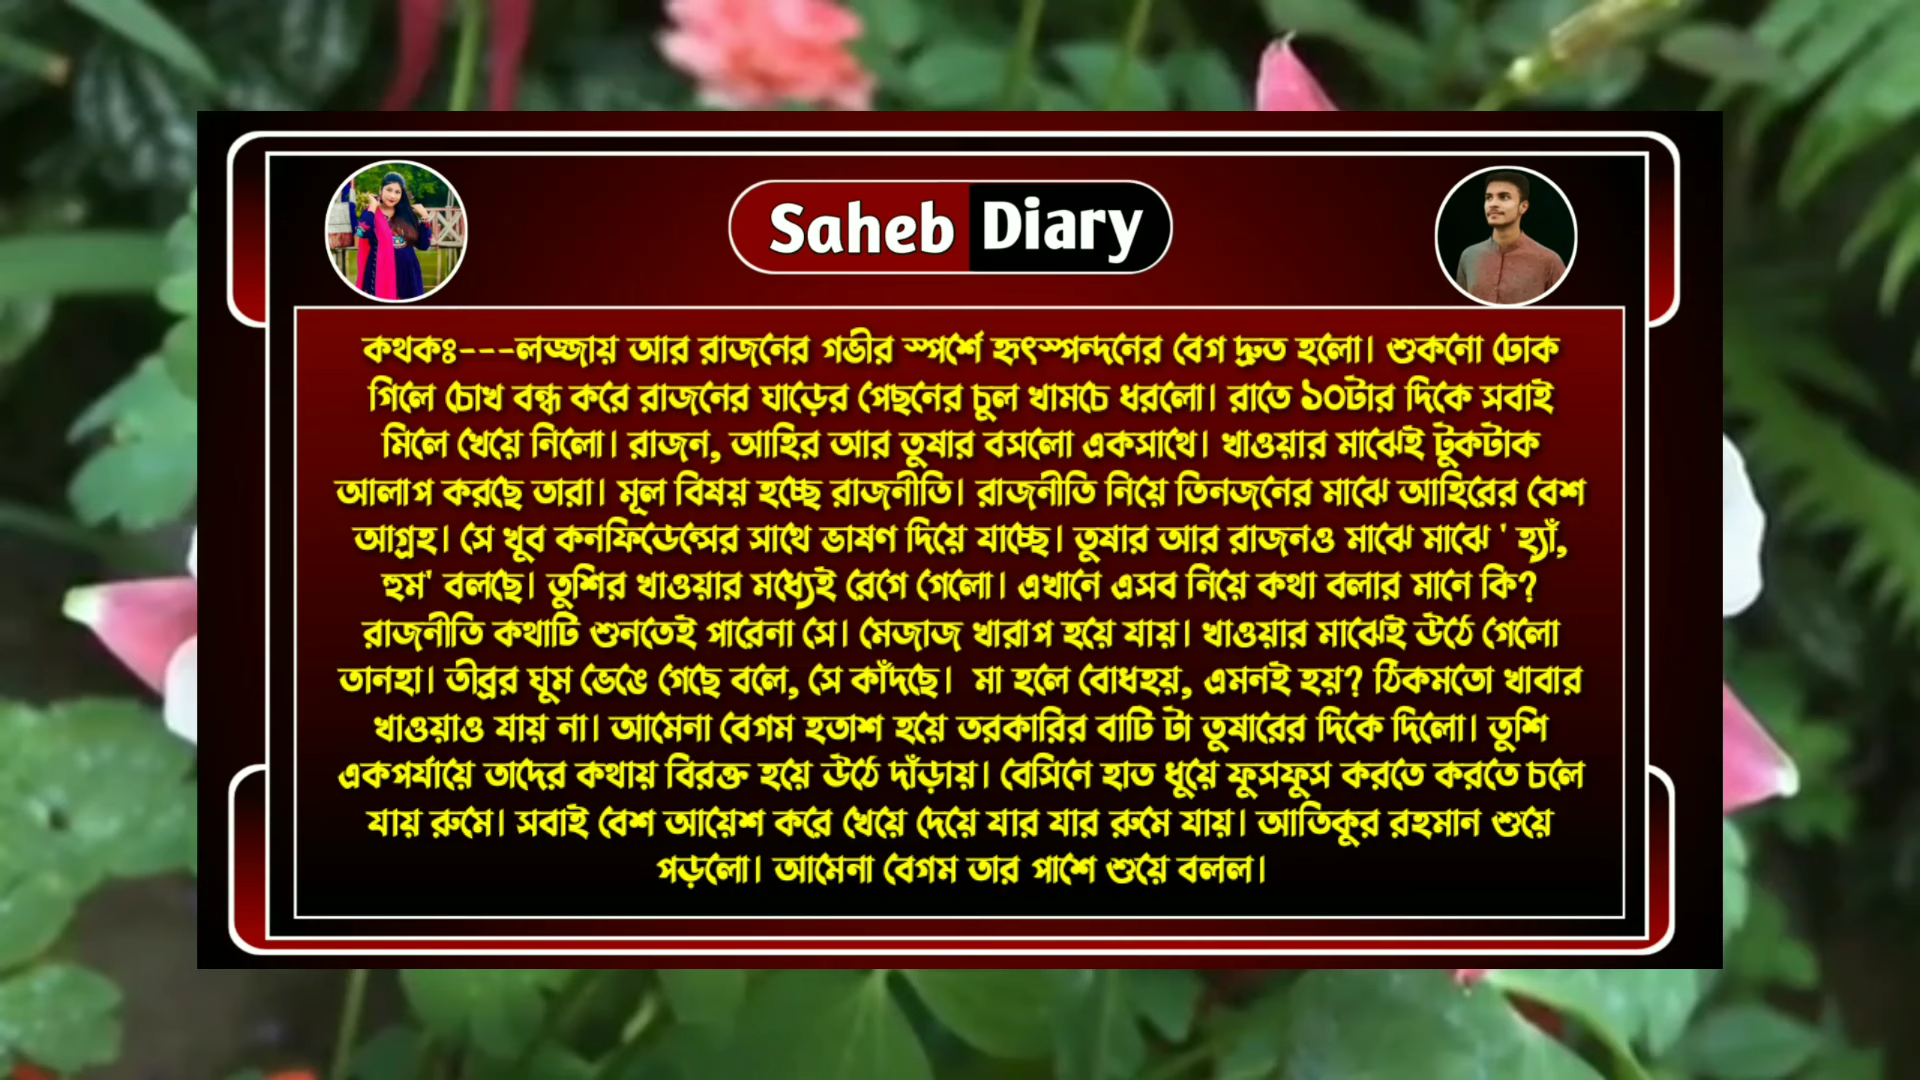 Saheb Diary
কথকঃ---লজ্জায় আর রাজনের গভীর স্পর্শে হৃৎস্পন্দনের বেগ দ্রুত হলো। শুকনো ঢোক
গিলে চোখ বন্ধ করে রাজনের ঘাড়ের পেছনের চুল খামচে ধরলো। রাতে ১০টার দিকে সবাই
মিলে খেয়ে নিলো। রাজন, আহির আর তুষার বসলো একসাথে। খাওয়ার মাঝেই টুকটাক
আলাপ করছে তারা। মূল বিষয় হচ্ছে রাজনীতি। রাজনীতি নিয়ে তিনজনের মাঝে আহিরের বেশ
আগ্রহ। সে খুব কনফিডেন্সের সাথে ভাষণ দিয়ে যাচ্ছে। তুষার আর রাজনও মাঝে মাঝে ' হ্যাঁ,
হুম' বলছে। তুশির খাওয়ার মধ্যেই রেগে গেলো। এখানে এসব নিয়ে কথা বলার মানে কি?
রাজনীতি কথাটি শুনতেই পারেনা সে। মেজাজ খারাপ হয়ে যায়। খাওয়ার মাঝেই উঠে গেলো
তানহা। তীব্রর ঘুম ভেঙে গেছে বলে, সে কাঁদছে।  মা হলে বোধহয়, এমনই হয়? ঠিকমতো খাবার
খাওয়াও যায় না। আমেনা বেগম হতাশ হয়ে তরকারির বাটি টা তুষারের দিকে দিলো। তুশি
একপর্যায়ে তাদের কথায় বিরক্ত হয়ে উঠে দাঁড়ায়। বেসিনে হাত ধুয়ে ফুসফুস করতে করতে চলে
যায় রুমে। সবাই বেশ আয়েশ করে খেয়ে দেয়ে যার যার রুমে যায়। আতিকুর রহমান শুয়ে
পড়লো। আমেনা বেগম তার পাশে শুয়ে বলল।